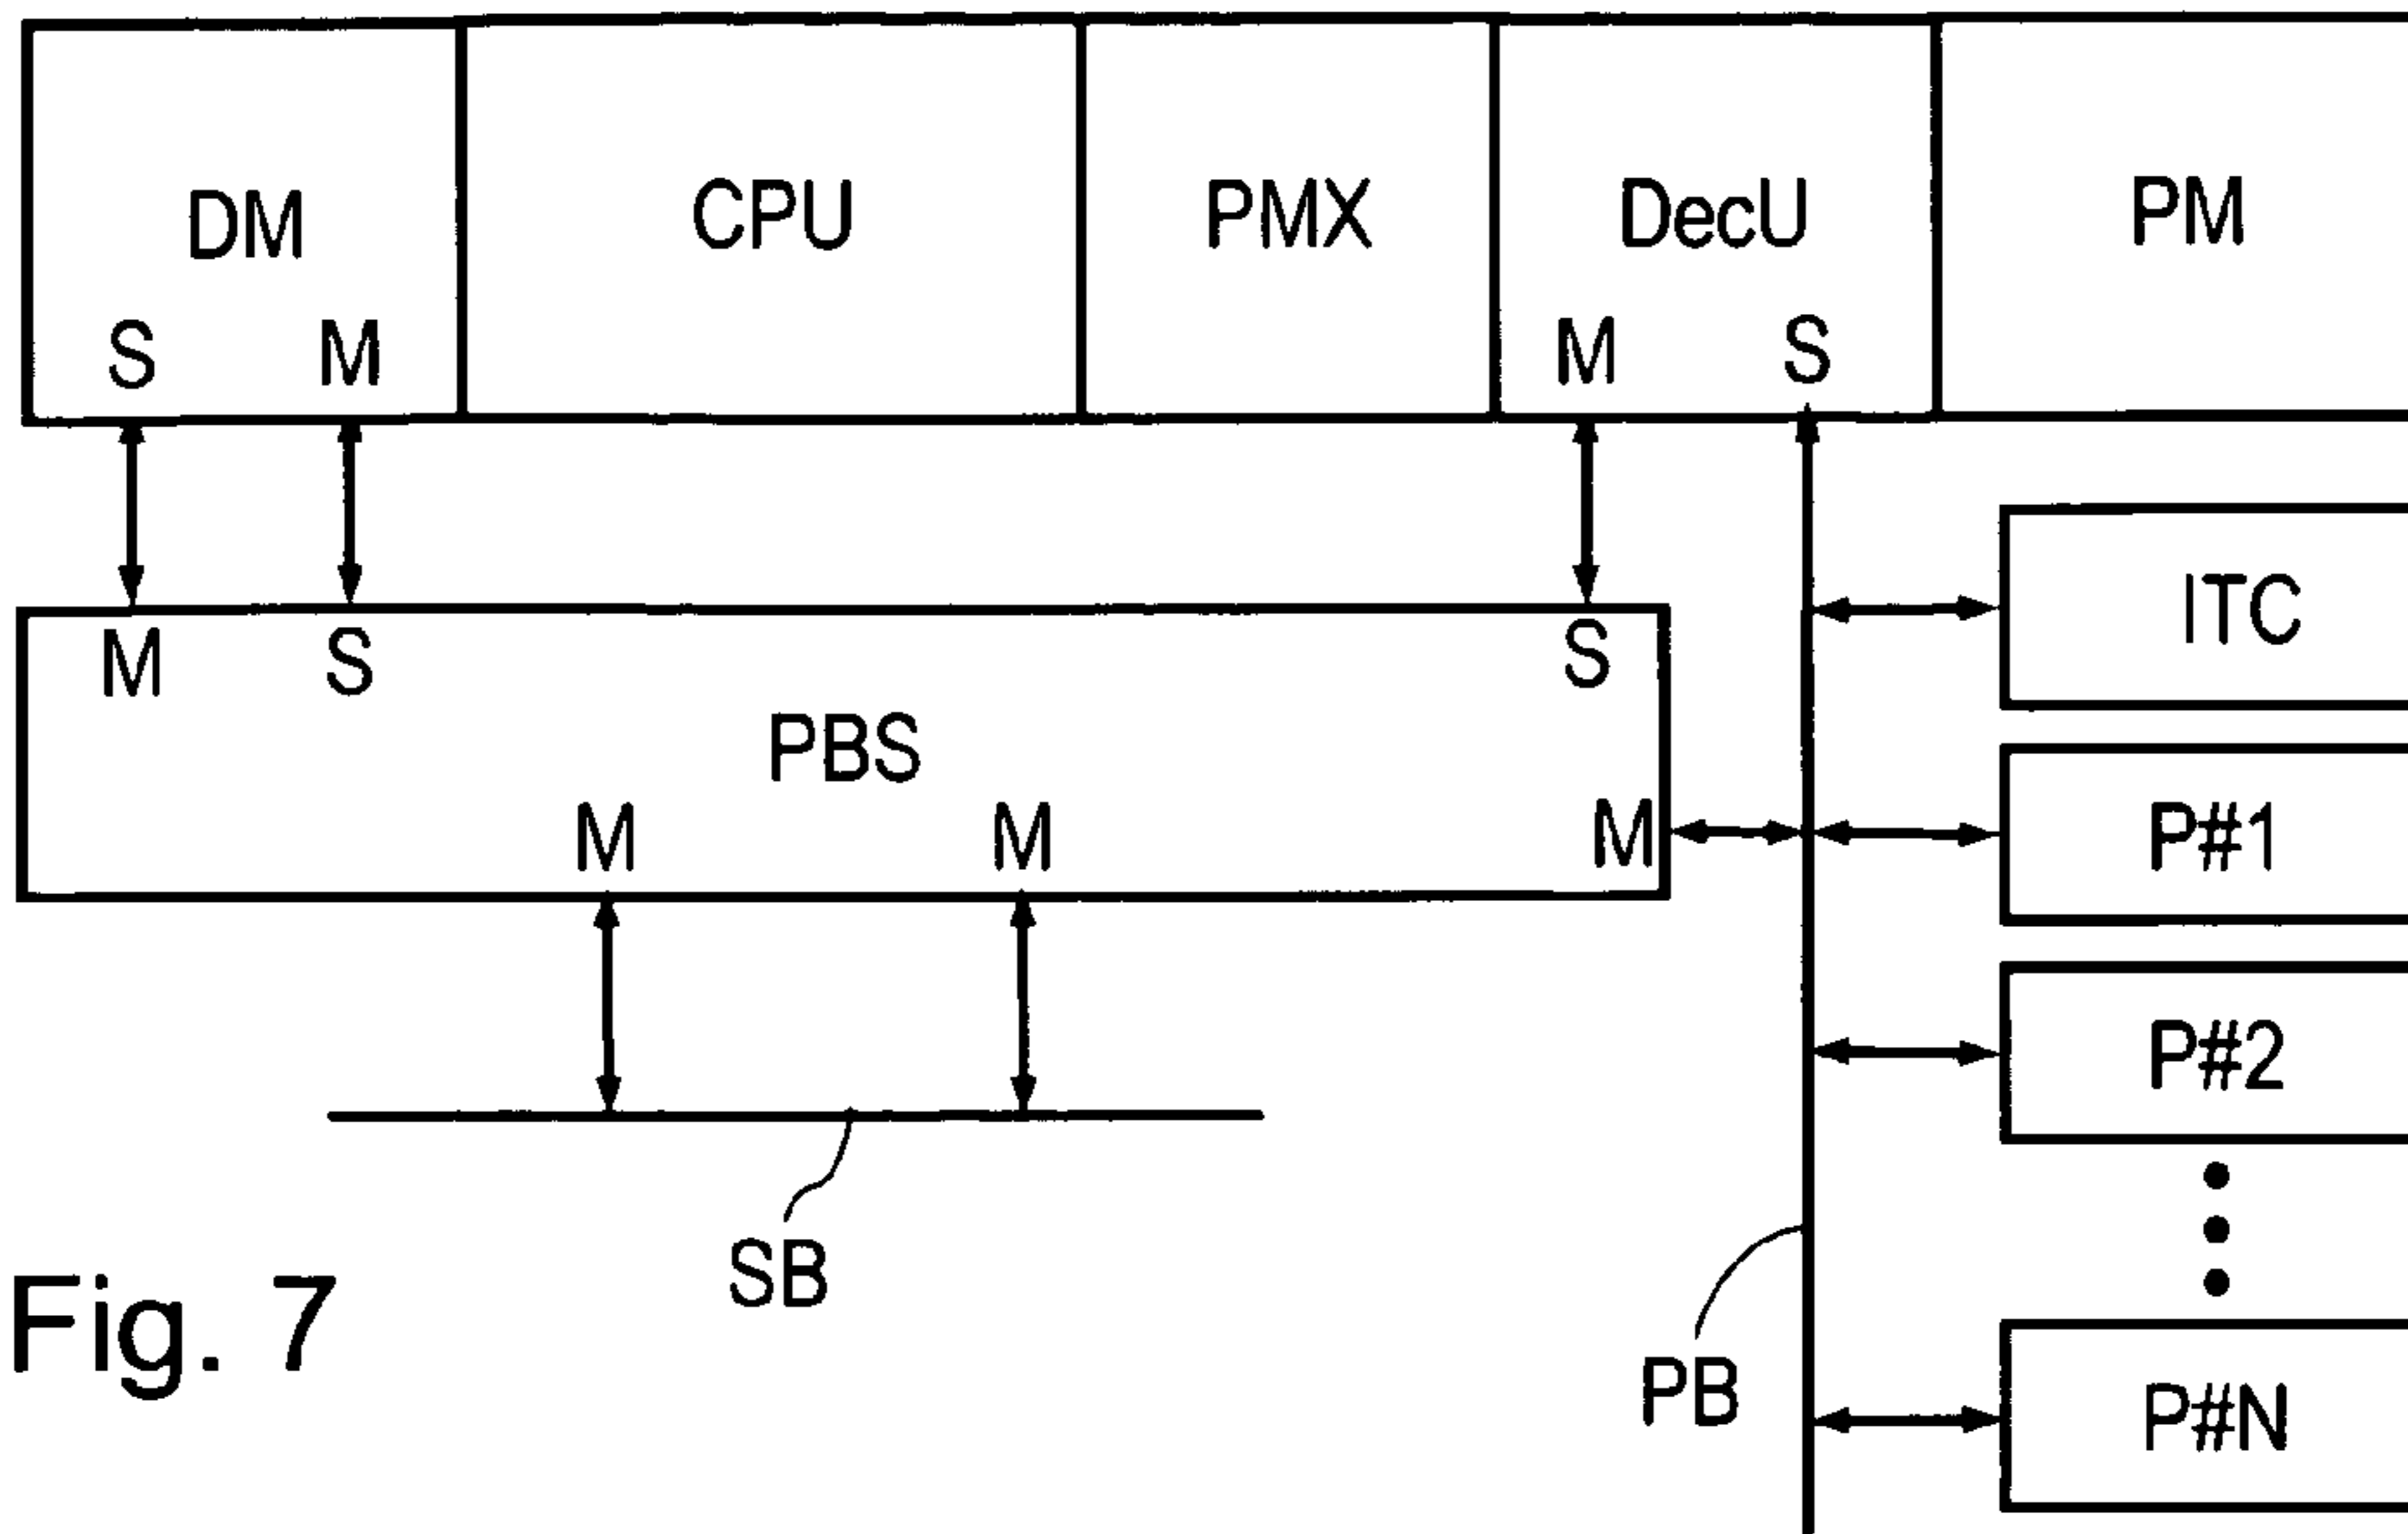 DM CPU PMX DecU PM
S M M S
M S S ITC
PBS
M M M P#1
P#2
SB
PB P#N
Fig. 7